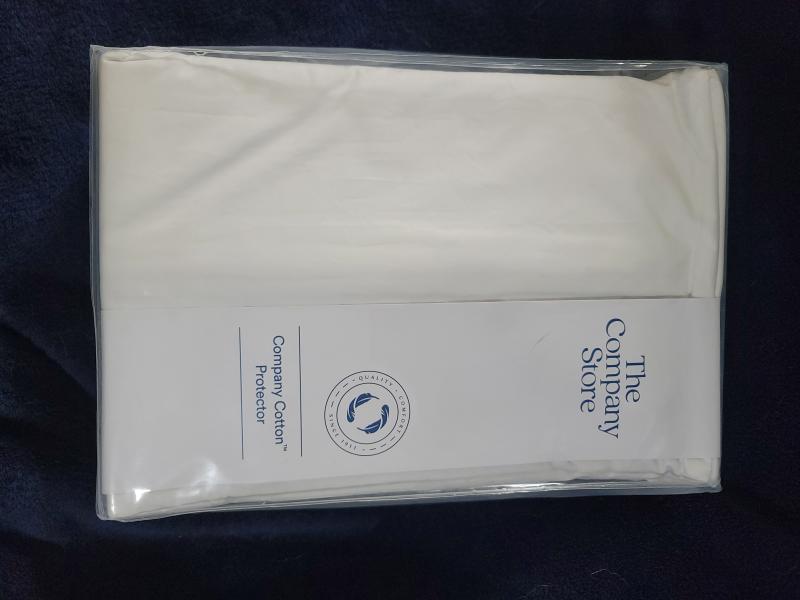 The
Company
Store
QUALITY · COMFORT
SINCE 1911
Company Cotton™
Protector